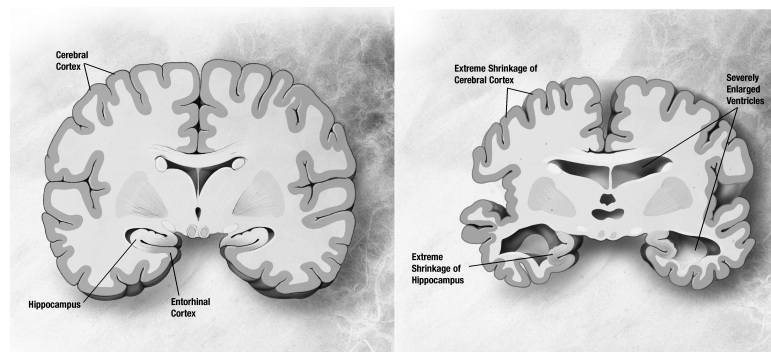 Cerebral
Cortex
Hippocampus
Entorhinal
Cortex
Extreme Shrinkage of
Cerebral Cortex
Severely
Enlarged
Ventricles
Extreme
Shrinkage of
Hippocampus